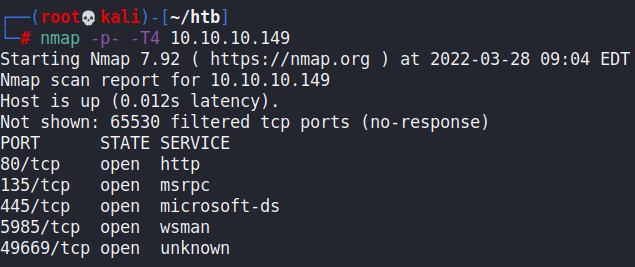 ┌──(root💀kali)-[~/htb]
└─# nmap -p- -T4 10.10.10.149
Starting Nmap 7.92 ( https://nmap.org ) at 2022-03-28 09:04 EDT
Nmap scan report for 10.10.10.149
Host is up (0.012s latency).
Not shown: 65530 filtered tcp ports (no-response)
PORT      STATE SERVICE
80/tcp    open  http
135/tcp   open  msrpc
445/tcp   open  microsoft-ds
5985/tcp  open  wsman
49669/tcp open  unknown